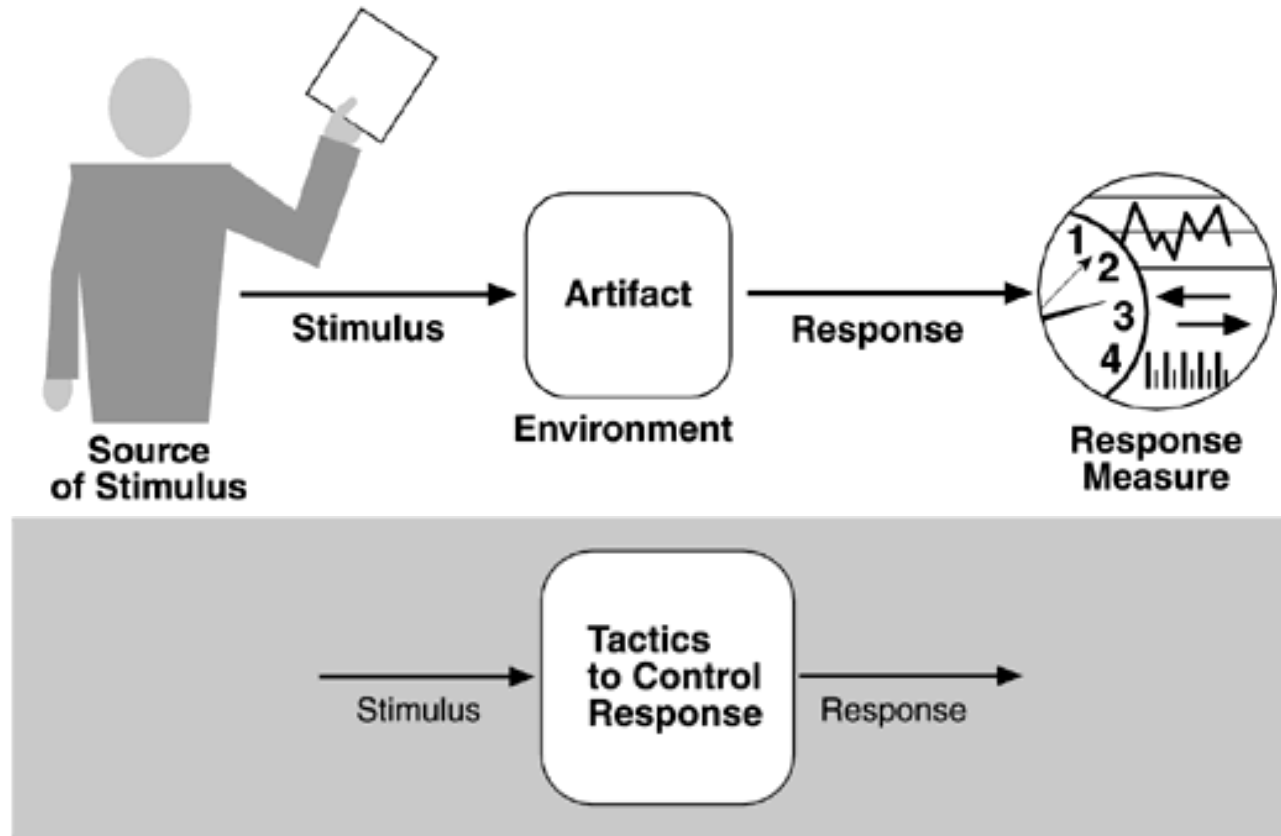 Stimulus
Artifact
Response
Environment
Source
of Stimulus
1
2
3
4
Response
Measure
Stimulus
Tactics
to Control
Response
Response